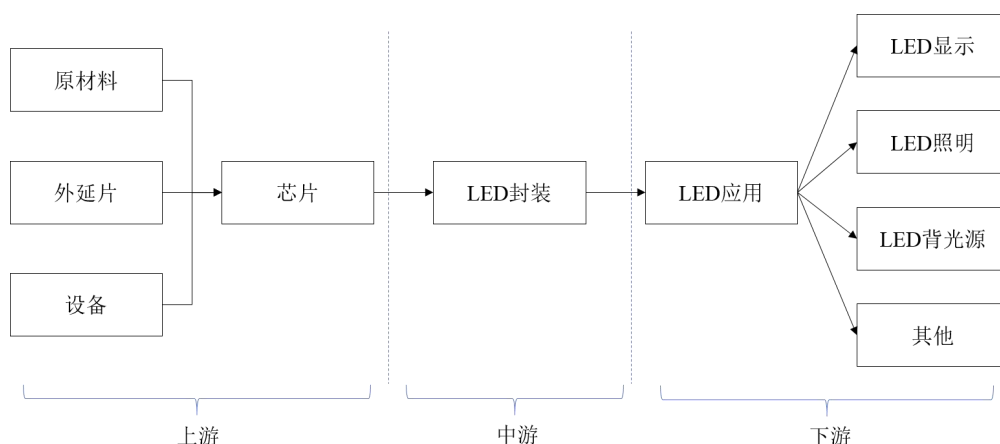 原材料
外延片
设备
芯片
LED封装
LED应用
LED显示
LED照明
LED背光源
其他
上游
中游
下游